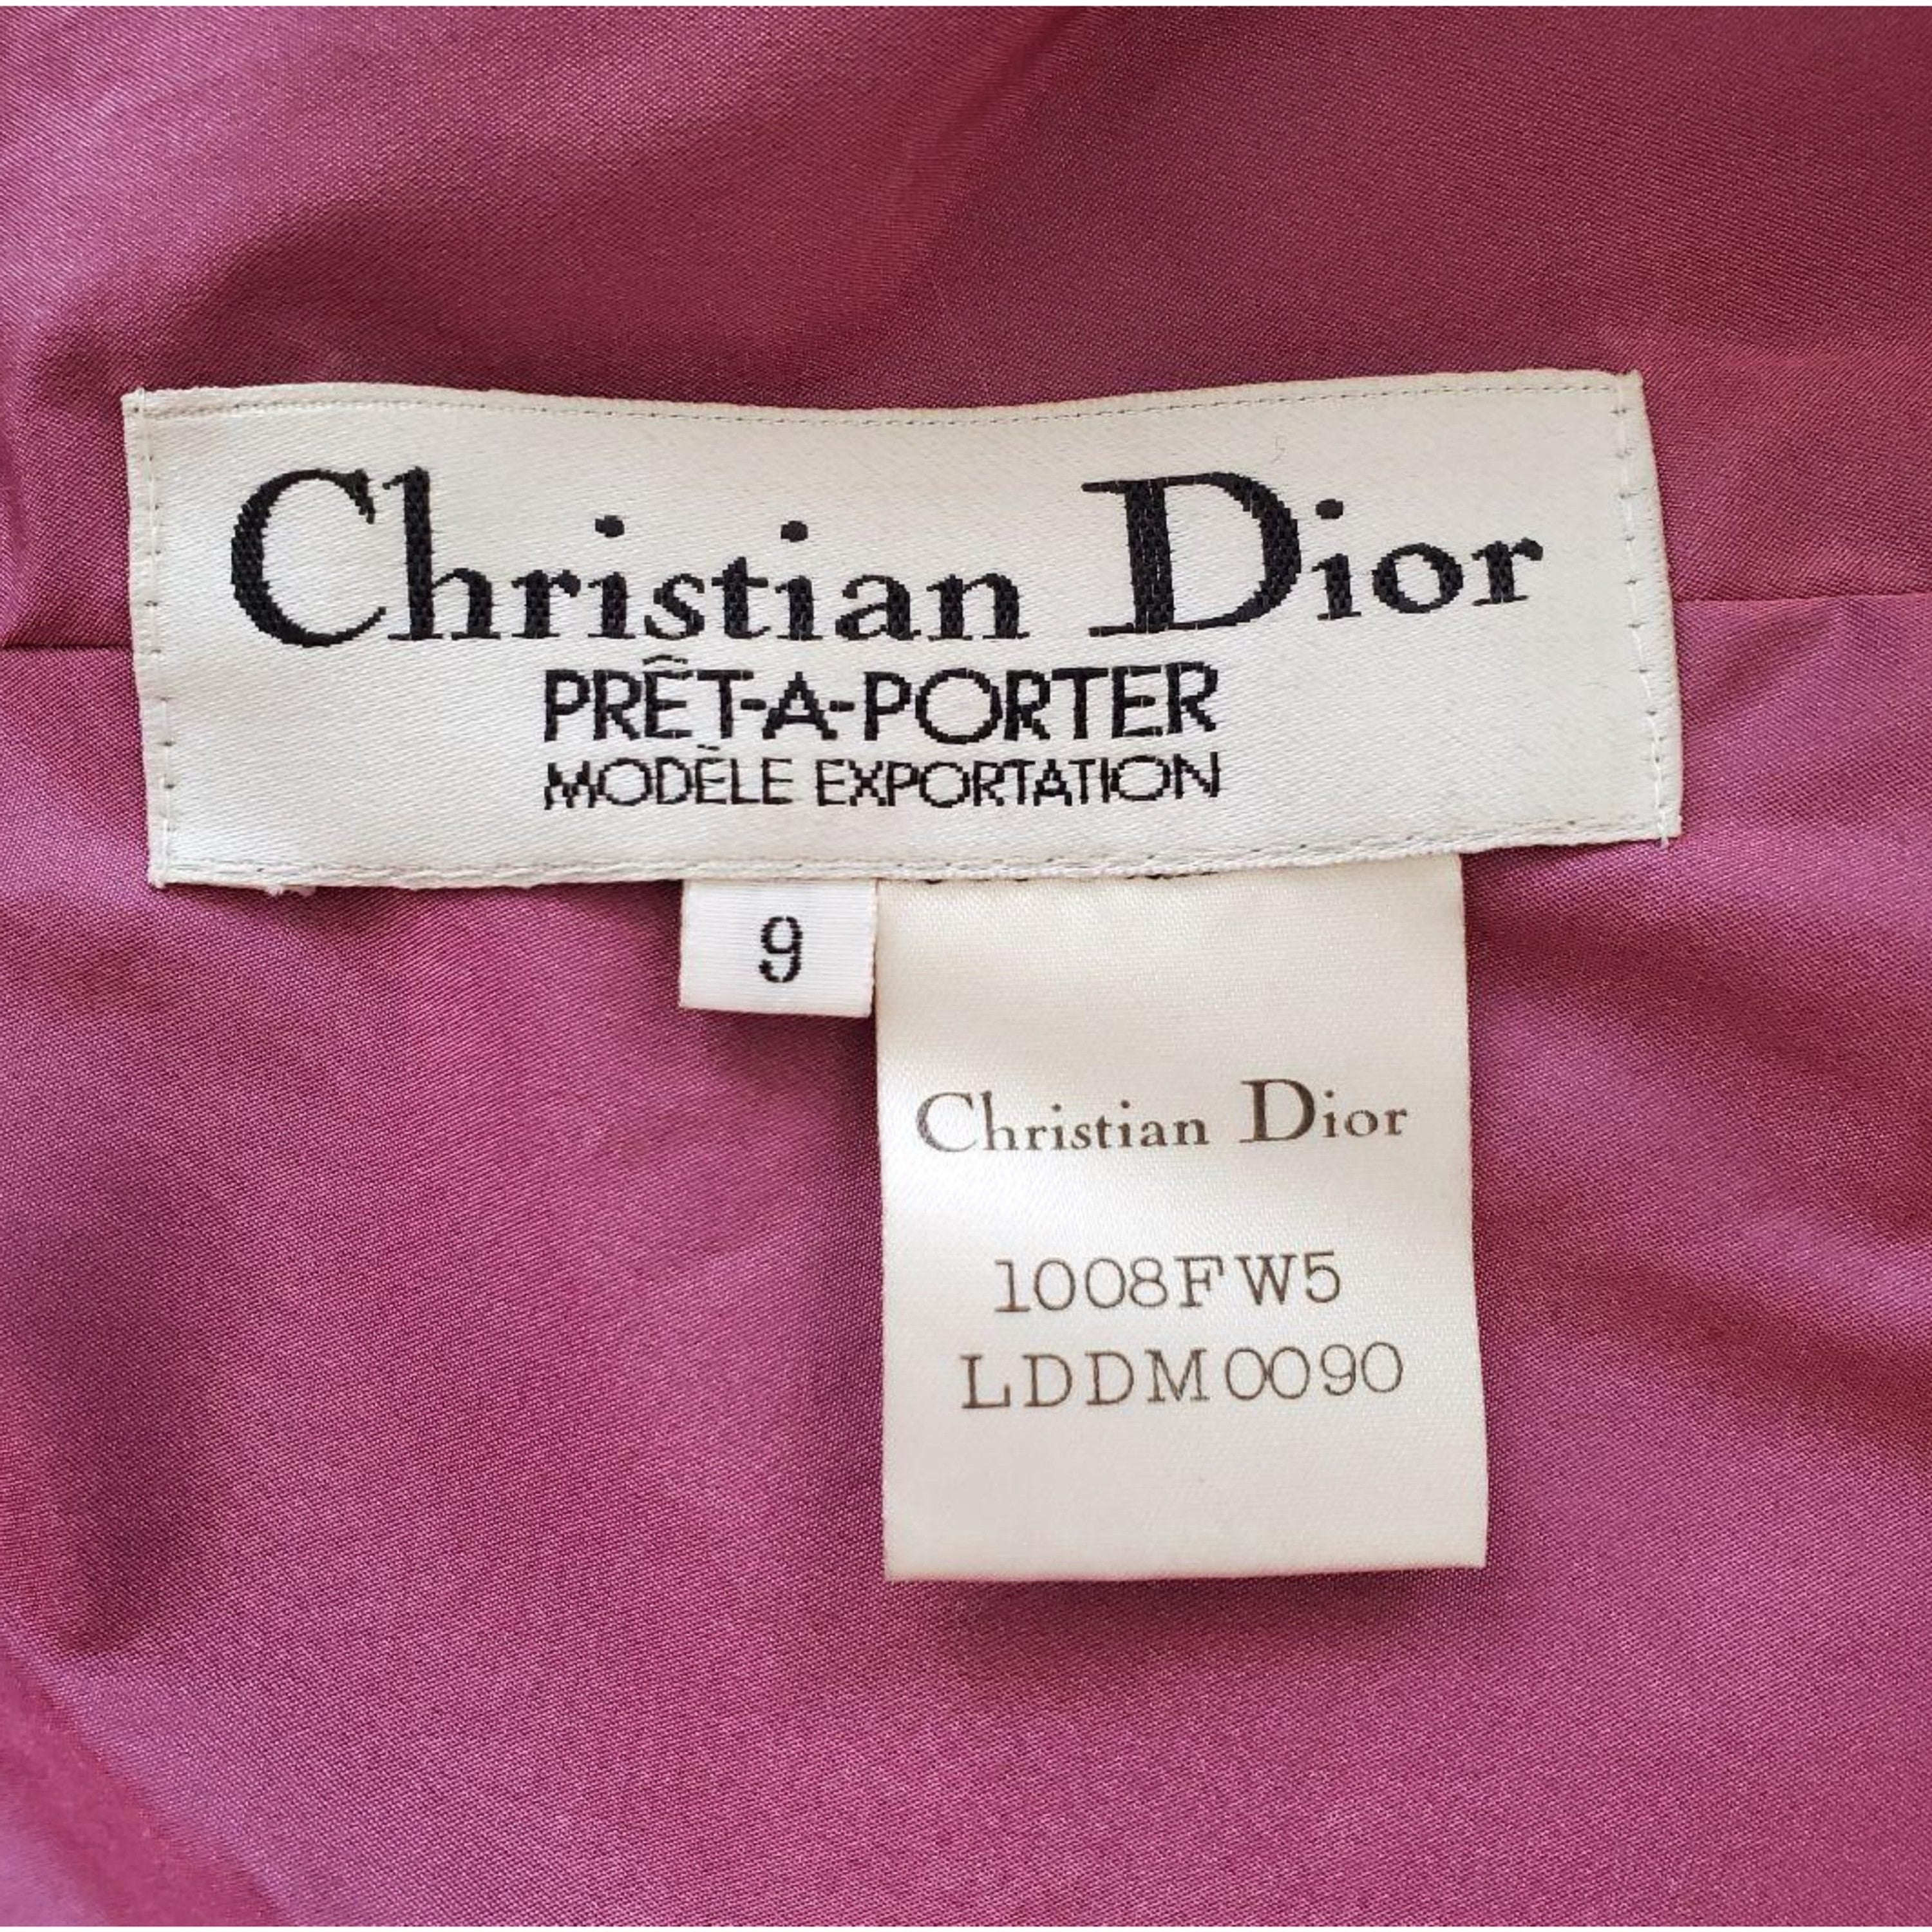 Christian Dior
PRÊT-A-PORTER
MODÈLE EXPORTATION
9
Christian Dior
1008FW5
LDDM0090